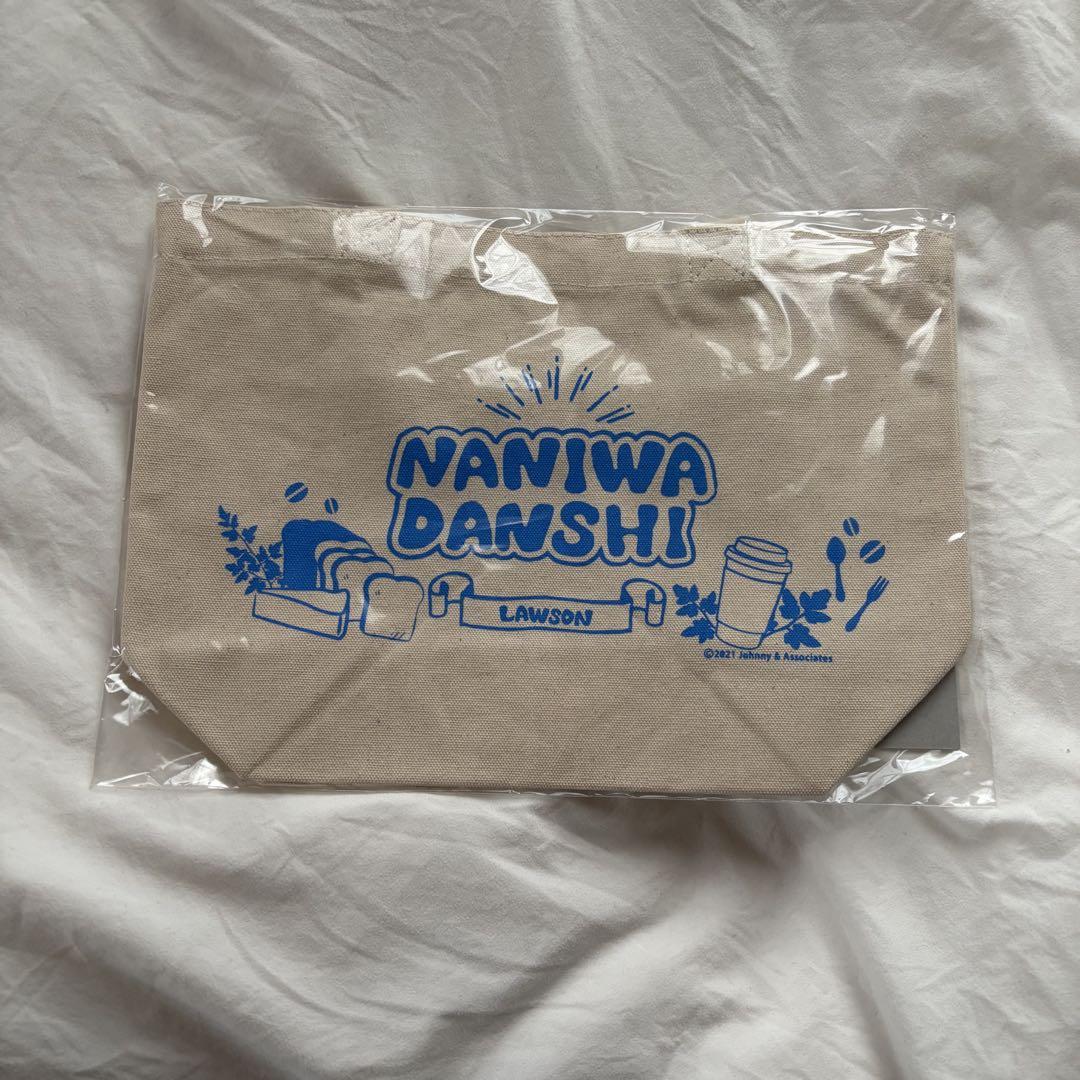 NANIWA
DANSHI
LAWSON
©2021 Johnny & Associates